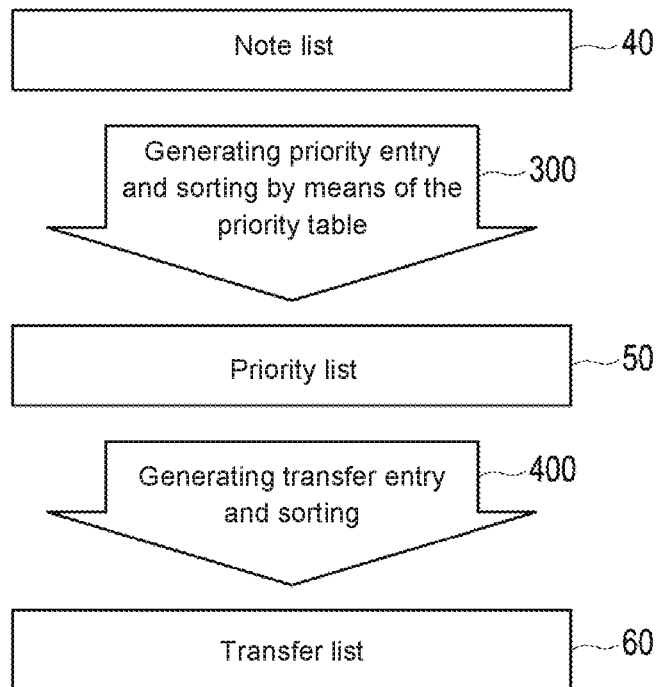 Note list
40
Generating priority entry
and sorting by means of the
priority table
300
Priority list
50
Generating transfer entry
and sorting
400
Transfer list
60